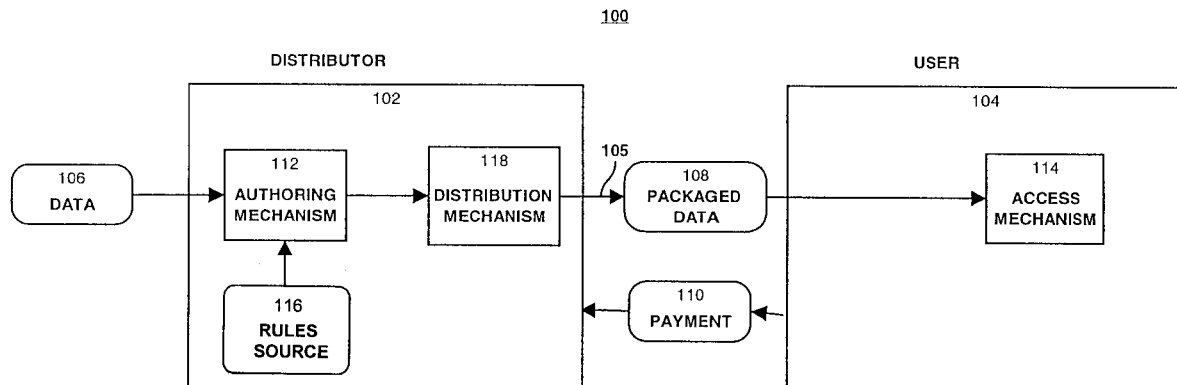 100
DISTRIBUTOR
USER
102
104
106
DATA
112
AUTHORING
MECHANISM
118
DISTRIBUTION
MECHANISM
105
108
PACKAGED
DATA
114
ACCESS
MECHANISM
116
RULES
SOURCE
110
PAYMENT